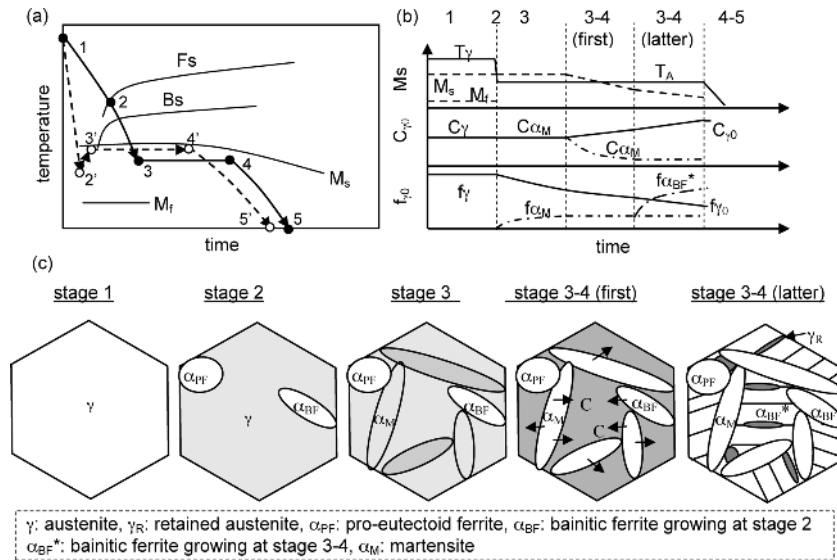 (a)
temperature
time
1
Fs
2
Bs
3'
4'
2'
3
4
Ms
Mf
5'
5
(b)
1 2 3 3-4 (first) 3-4 (latter) 4-5
Ms
Tγ
TA
Ms
Mf
Cγ0
Cγ
CαM
CαM
Cγ0
fγ0
fγ
fαM
fαBF*
fγ0
time
(c)
stage 1 stage 2 stage 3 stage 3-4 (first) stage 3-4 (latter)
γ
αPF
γ
αBF
αPF
αM
αBF
αPF
αM
C
C
αBF
γR
αPF
αM
αBF*
αBF
γ: austenite, γR: retained austenite, αPF: pro-eutectoid ferrite, αBF: bainitic ferrite growing at stage 2
αBF*: bainitic ferrite growing at stage 3-4, αM: martensite